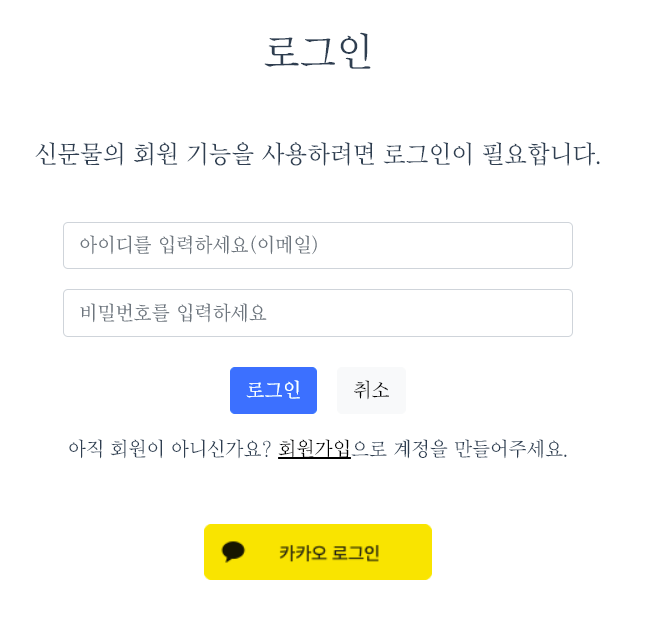 로그인
신문물의 회원 기능을 사용하려면 로그인이 필요합니다.
아이디를 입력하세요(이메일)
비밀번호를 입력하세요
로그인 취소
아직 회원이 아니신가요? 회원가입으로 계정을 만들어주세요.
카카오 로그인